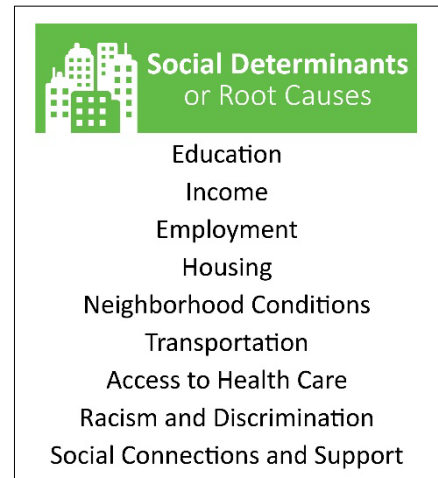 Social Determinants
or Root Causes
Education
Income
Employment
Housing
Neighborhood Conditions
Transportation
Access to Health Care
Racism and Discrimination
Social Connections and Support